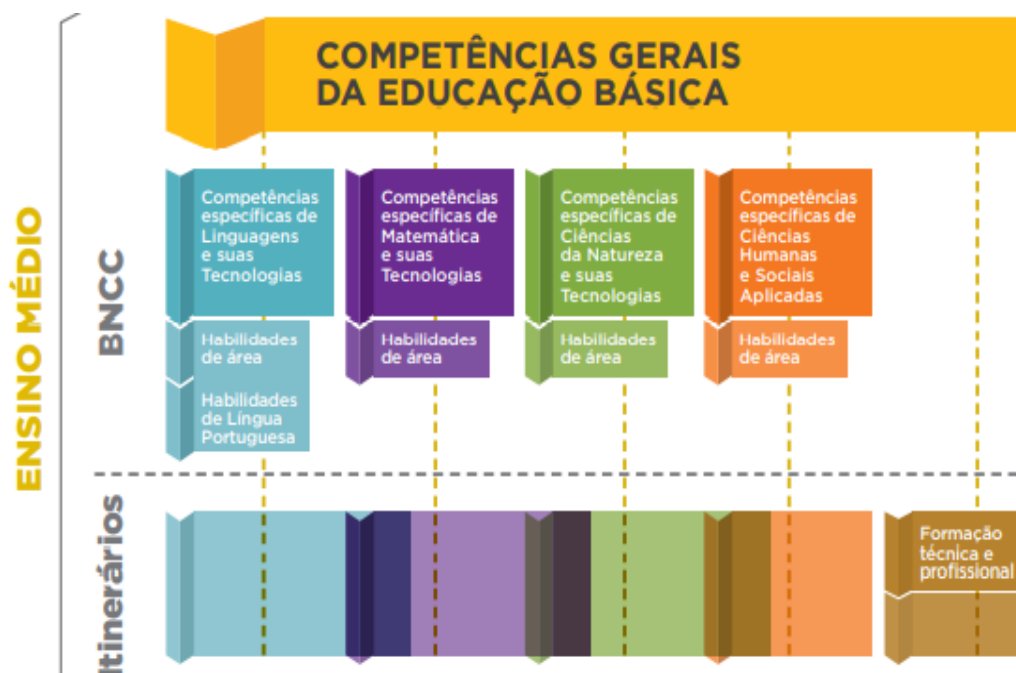 COMPETÊNCIAS GERAIS
DA EDUCAÇÃO BÁSICA
ENSINO MÉDIO
BNCC
Competências
específicas de
Linguagens
e suas
Tecnologias
Habilidades
de área
Habilidades
de Língua
Portuguesa
Competências
específicas de
Matemática
e suas
Tecnologias
Habilidades
de área
Competências
específicas de
Ciências
da Natureza
e suas
Tecnologias
Habilidades
de área
Competências
específicas de
Ciências
Humanas
e Sociais
Aplicadas
Habilidades
de área
Itinerários
Formação
técnica e
profissional